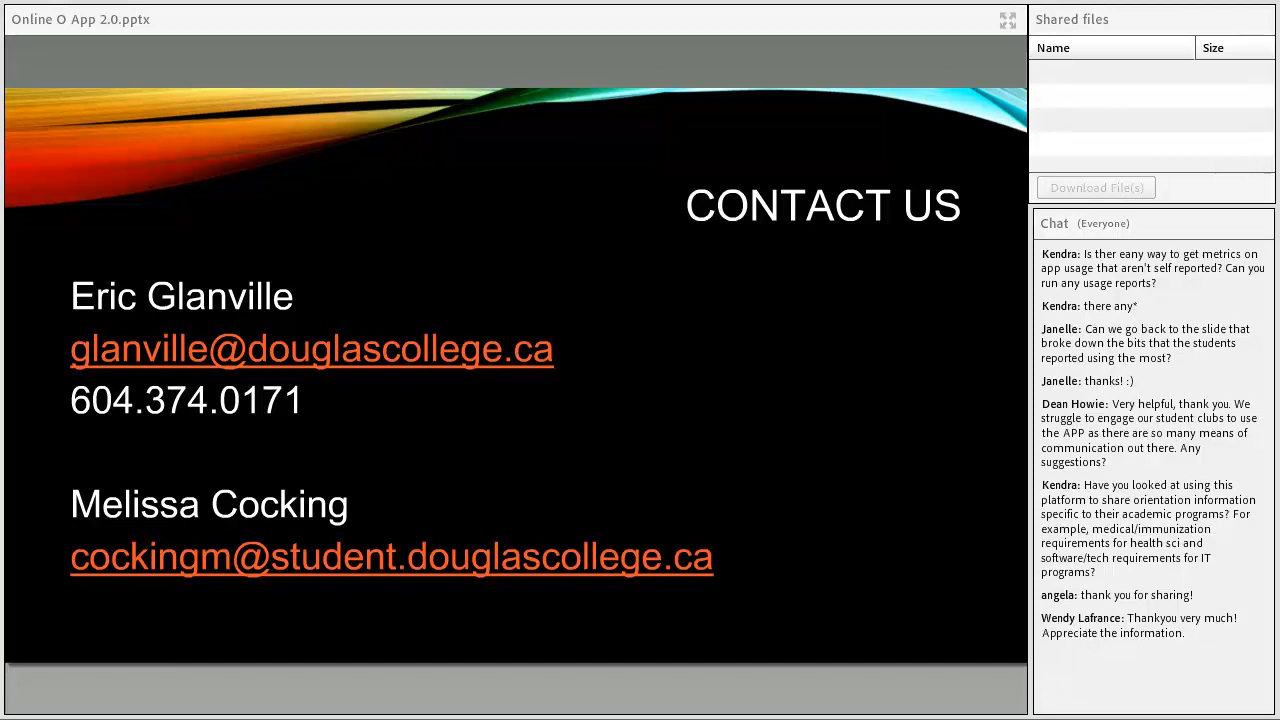 Online O App 2.0.pptx
CONTACT US
Eric Glanville
glanville@douglascollege.ca
604.374.0171
Melissa Cocking
cockingm@student.douglascollege.ca
Shared files
Name Size
Download File(s)
Chat (Everyone)
Kendra: Is ther eany way to get metrics on
app usage that aren't self reported? Can you
run any usage reports?
Kendra: there any*
Janelle: Can we go back to the slide that
broke down the bits that the students
reported using the most?
Janelle: thanks! :)
Dean Howie: Very helpful, thank you. We
struggle to engage our student clubs to use
the APP as there are so many means of
communication out there. Any
suggestions?
Kendra: Have you looked at using this
platform to share orientation information
specific to their academic programs? For
example, medical/immunization
requirements for health sci and
software/tech requirements for IT
programs?
angela: thank you for sharing!
Wendy Lafrance: Thankyou very much!
Appreciate the information.